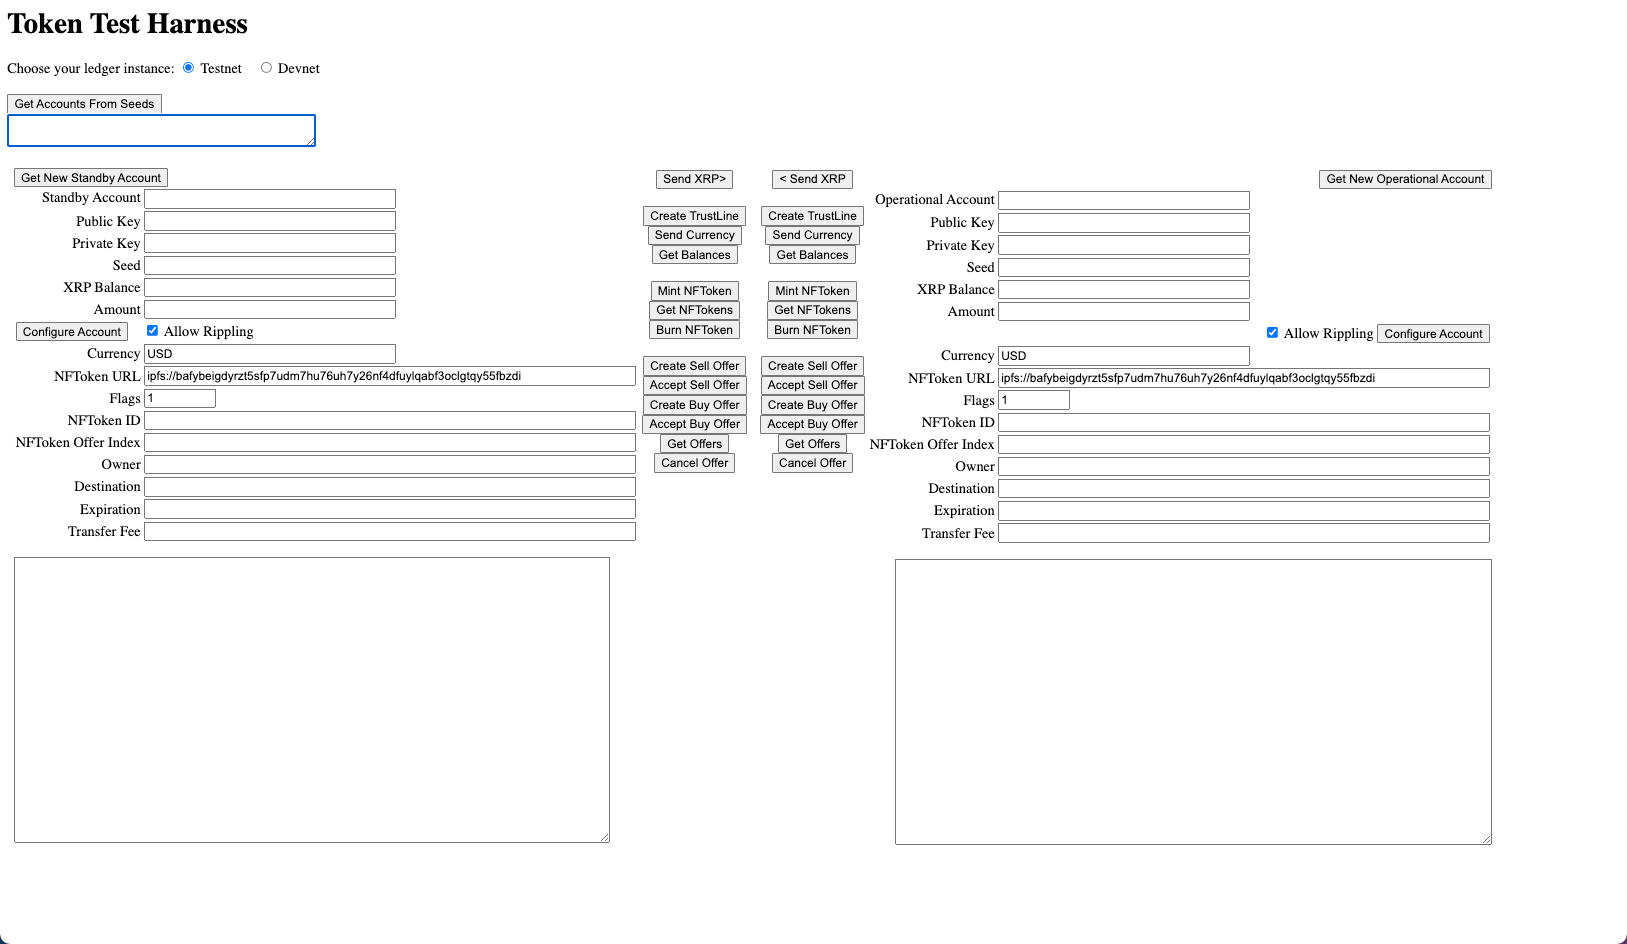 Token Test Harness
Choose your ledger instance: Testnet Devnet
Get Accounts From Seeds
Get New Standby Account
Standby Account
Public Key
Private Key
Seed
XRP Balance
Amount
Configure Account Allow Rippling
Currency USD
NFToken URL ipfs://bafybeigdyrzt5sfp7udm7hu76uh7y26nf4dfuylqabf3oclgtqy55fbzdi
Flags 1
NFToken ID
NFToken Offer Index
Owner
Destination
Expiration
Transfer Fee
Send XRP> < Send XRP
Create TrustLine Create TrustLine
Send Currency Send Currency
Get Balances Get Balances
Mint NFToken Mint NFToken
Get NFTokens Get NFTokens
Burn NFToken Burn NFToken
Create Sell Offer Create Sell Offer
Accept Sell Offer Accept Sell Offer
Create Buy Offer Create Buy Offer
Accept Buy Offer Accept Buy Offer
Get Offers Get Offers
Cancel Offer Cancel Offer
Get New Operational Account
Operational Account
Public Key
Private Key
Seed
XRP Balance
Amount
Allow Rippling Configure Account
Currency USD
NFToken URL ipfs://bafybeigdyrzt5sfp7udm7hu76uh7y26nf4dfuylqabf3oclgtqy55fbzdi
Flags 1
NFToken ID
NFToken Offer Index
Owner
Destination
Expiration
Transfer Fee